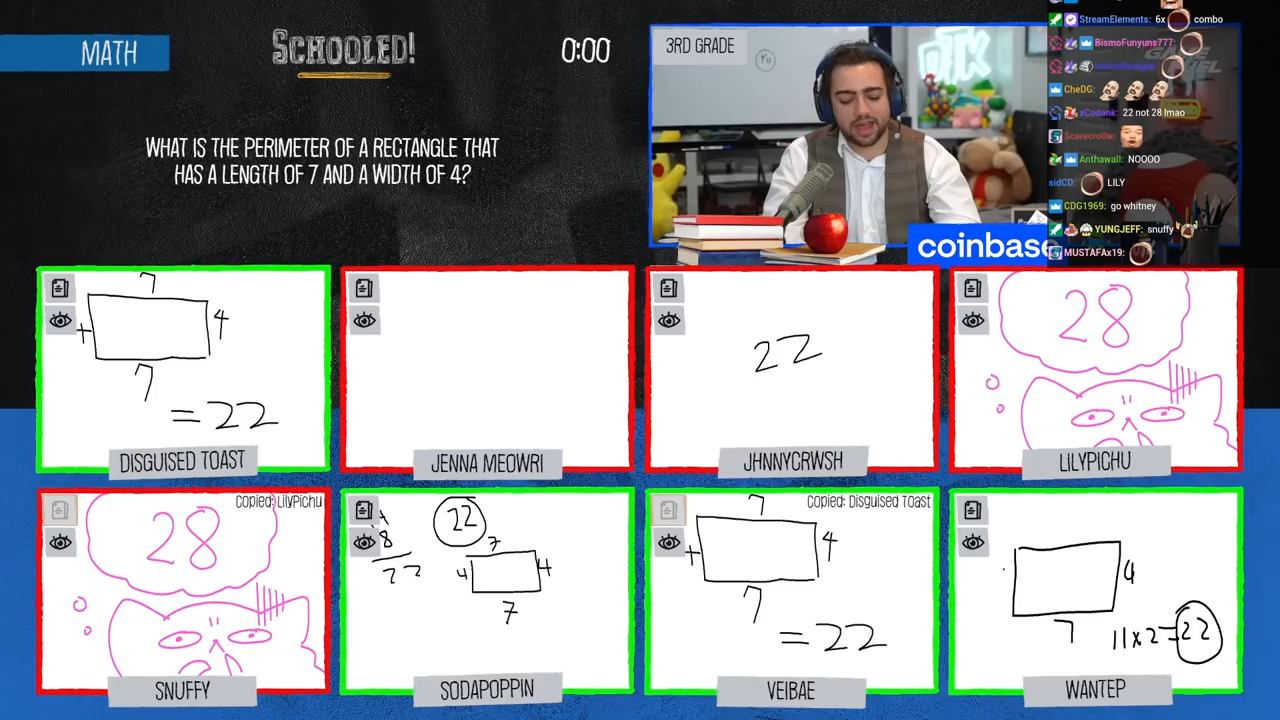 MATH
SCHOOLED!
0:00
3RD GRADE
WHAT IS THE PERIMETER OF A RECTANGLE THAT
HAS A LENGTH OF 7 AND A WIDTH OF 4?
coinbase
StreamElements: 6x combo
BismoFunyuns777:
CheDG:
xCodank: 22 not 28 lmao
Scarecro0w:
Anthawall: NOOOO
sidCD: LILY
CDG1969: go whitney
YUNGJEFF: snuffy
MUSTAFAx19:
7
4
7
= 22
DISGUISED TOAST
JENNA MEOWRI
22
JHNNYCRWSH
28
LILYPICHU
Copied: LilyPichu
28
SNUFFY
22
8
22
7
4
4
7
SODAPOPPIN
Copied: Disguised Toast
7
4
7
= 22
VEIBAE
4
7
11x2=22
WANTEP